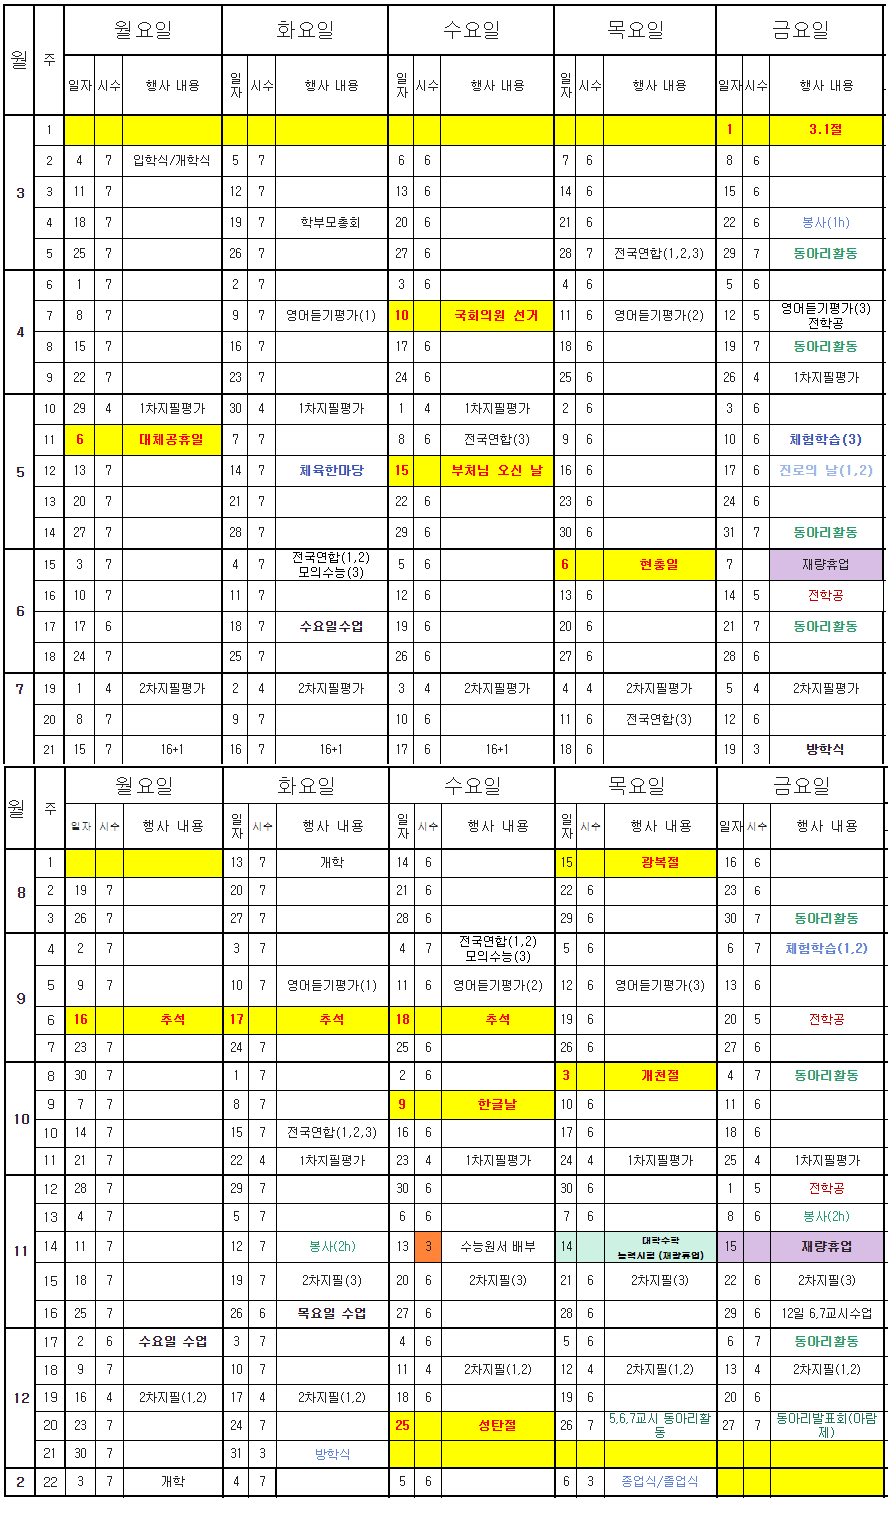 월 주 월요일 화요일 수요일 목요일 금요일
일자 시수 행사 내용 일자 시수 행사 내용 일자 시수 행사 내용 일자 시수 행사 내용 일자 시수 행사 내용
3 1 1 3.1절
2 4 7 입학식/개학식 5 7 6 6 7 6 8 6
3 11 7 12 7 13 6 14 6 15 6
4 18 7 19 7 학부모총회 20 6 21 6 22 6 봉사(1h)
5 25 7 26 7 27 6 28 7 전국연합(1,2,3) 29 7 동아리활동
4 6 1 7 2 7 3 6 4 6 5 6
7 8 7 9 7 영어듣기평가(1) 10 국회의원 선거 11 6 영어듣기평가(2) 12 5 영어듣기평가(3)
전학공
8 15 7 16 7 17 6 18 6 19 7 동아리활동
9 22 7 23 7 24 6 25 6 26 4 1차지필평가
5 10 29 4 1차지필평가 30 4 1차지필평가 1 4 1차지필평가 2 6 3 6
11 6 대체공휴일 7 7 8 6 전국연합(3) 9 6 10 6 체험학습(3)
12 13 7 14 7 체육한마당 15 부처님 오신 날 16 6 17 6 진로의 날(1,2)
13 20 7 21 7 22 6 23 6 24 6
14 27 7 28 7 29 6 30 6 31 7 동아리활동
6 15 3 7 4 7 전국연합(1,2)
모의수능(3) 5 6 6 현충일 7 재량휴업
16 10 7 11 7 12 6 13 6 14 5 전학공
17 17 6 18 7 수요일수업 19 6 20 6 21 7 동아리활동
18 24 7 25 7 26 6 27 6 28 6
7 19 1 4 2차지필평가 2 4 2차지필평가 3 4 2차지필평가 4 4 2차지필평가 5 4 2차지필평가
20 8 7 9 7 10 6 11 6 전국연합(3) 12 6
21 15 7 16+1 16 7 16+1 17 6 16+1 18 6 19 3 방학식
월 주 월요일 화요일 수요일 목요일 금요일
일자 시수 행사 내용 일자 시수 행사 내용 일자 시수 행사 내용 일자 시수 행사 내용 일자 시수 행사 내용
8 1 13 7 개학 14 6 15 광복절 16 6
2 19 7 20 7 21 6 22 6 23 6
3 26 7 27 7 28 6 29 6 30 7 동아리활동
9 4 2 7 3 7 4 7 전국연합(1,2)
모의수능(3) 5 6 6 7 체험학습(1,2)
5 9 7 10 7 영어듣기평가(1) 11 6 영어듣기평가(2) 12 6 영어듣기평가(3) 13 6
6 16 추석 17 추석 18 추석 19 6 20 5 전학공
7 23 7 24 7 25 6 26 6 27 6
10 8 30 7 1 7 2 6 3 개천절 4 7 동아리활동
9 7 7 8 7 9 한글날 10 6 11 6
10 14 7 15 7 전국연합(1,2,3) 16 6 17 6 18 6
11 21 7 22 4 1차지필평가 23 4 1차지필평가 24 4 1차지필평가 25 4 1차지필평가
11 12 28 7 29 7 30 6 30 6 1 5 전학공
13 4 7 5 7 6 6 7 6 8 6 봉사(2h)
14 11 7 12 7 봉사(2h) 13 3 수능원서 배부 14 대학수학
능력시험 (재량휴업) 15 재량휴업
15 18 7 19 7 2차지필(3) 20 6 2차지필(3) 21 6 2차지필(3) 22 6 2차지필(3)
16 25 7 26 6 목요일 수업 27 6 28 6 29 6 12일 6,7교시수업
12 17 2 6 수요일 수업 3 7 4 6 5 6 6 7 동아리활동
18 9 7 10 7 11 4 2차지필(1,2) 12 4 2차지필(1,2) 13 4 2차지필(1,2)
19 16 4 2차지필(1,2) 17 4 2차지필(1,2) 18 6 19 6 20 6
20 23 7 24 7 25 성탄절 26 7 5,6,7교시 동아리활동 27 7 동아리발표회(아람제)
21 30 7 31 3 방학식
2 22 3 7 개학 4 7 5 6 6 3 종업식/졸업식